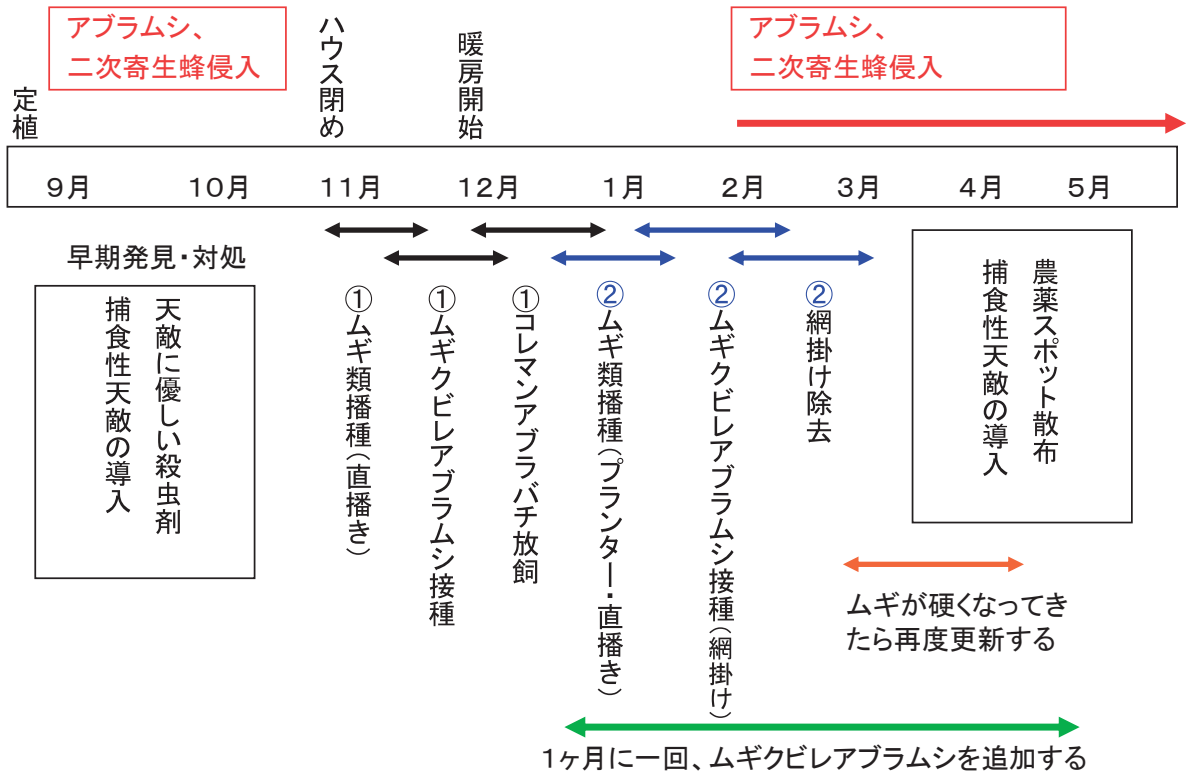 アブラムシ、
二次寄生蜂侵入
定植
ハウス閉め
暖房開始
アブラムシ、
二次寄生蜂侵入
9月 10月 11月 12月 1月 2月 3月 4月 5月
早期発見・対処
天敵に優しい殺虫剤
捕食性天敵の導入
①ムギ類播種(直播き)
①ムギクビレアブラムシ接種
①コレマンアブラバチ放飼
②ムギ類播種(プランター・直播き)
②ムギクビレアブラムシ接種(網掛け)
②網掛け除去
農薬スポット散布
捕食性天敵の導入
ムギが硬くなってき
たら再度更新する
1ヶ月に一回、ムギクビレアブラムシを追加する